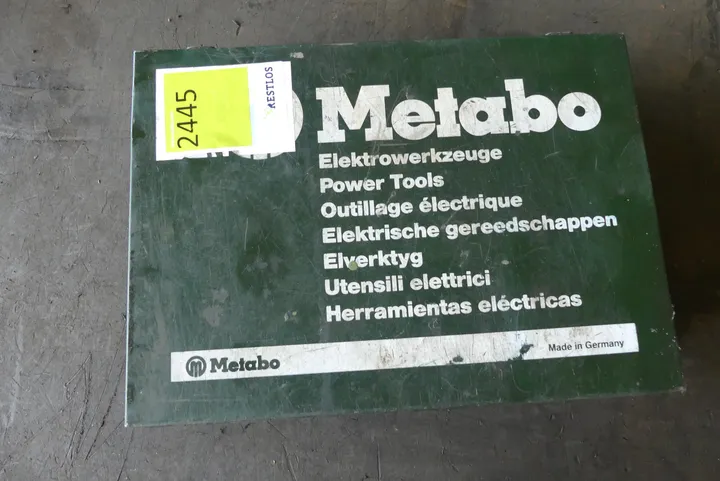 2445
RESTLOS
Metabo
Elektrowerkzeuge
Power Tools
Outillage électrique
Elektrische gereedschappen
Elverktyg
Utensili elettrici
Herramientas eléctricas
Metabo
Made in Germany